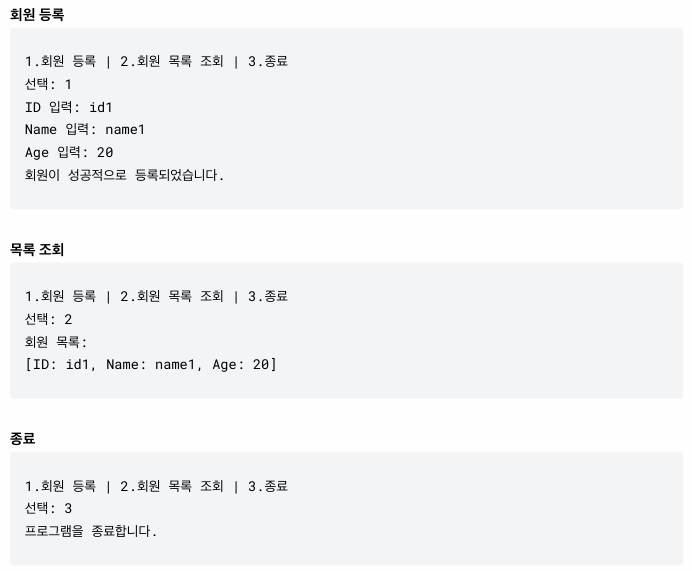 회원 등록
1.회원 등록 | 2.회원 목록 조회 | 3.종료
선택: 1
ID 입력: id1
Name 입력: name1
Age 입력: 20
회원이 성공적으로 등록되었습니다.
목록 조회
1.회원 등록 | 2.회원 목록 조회 | 3.종료
선택: 2
회원 목록:
[ID: id1, Name: name1, Age: 20]
종료
1.회원 등록 | 2.회원 목록 조회 | 3.종료
선택: 3
프로그램을 종료합니다.